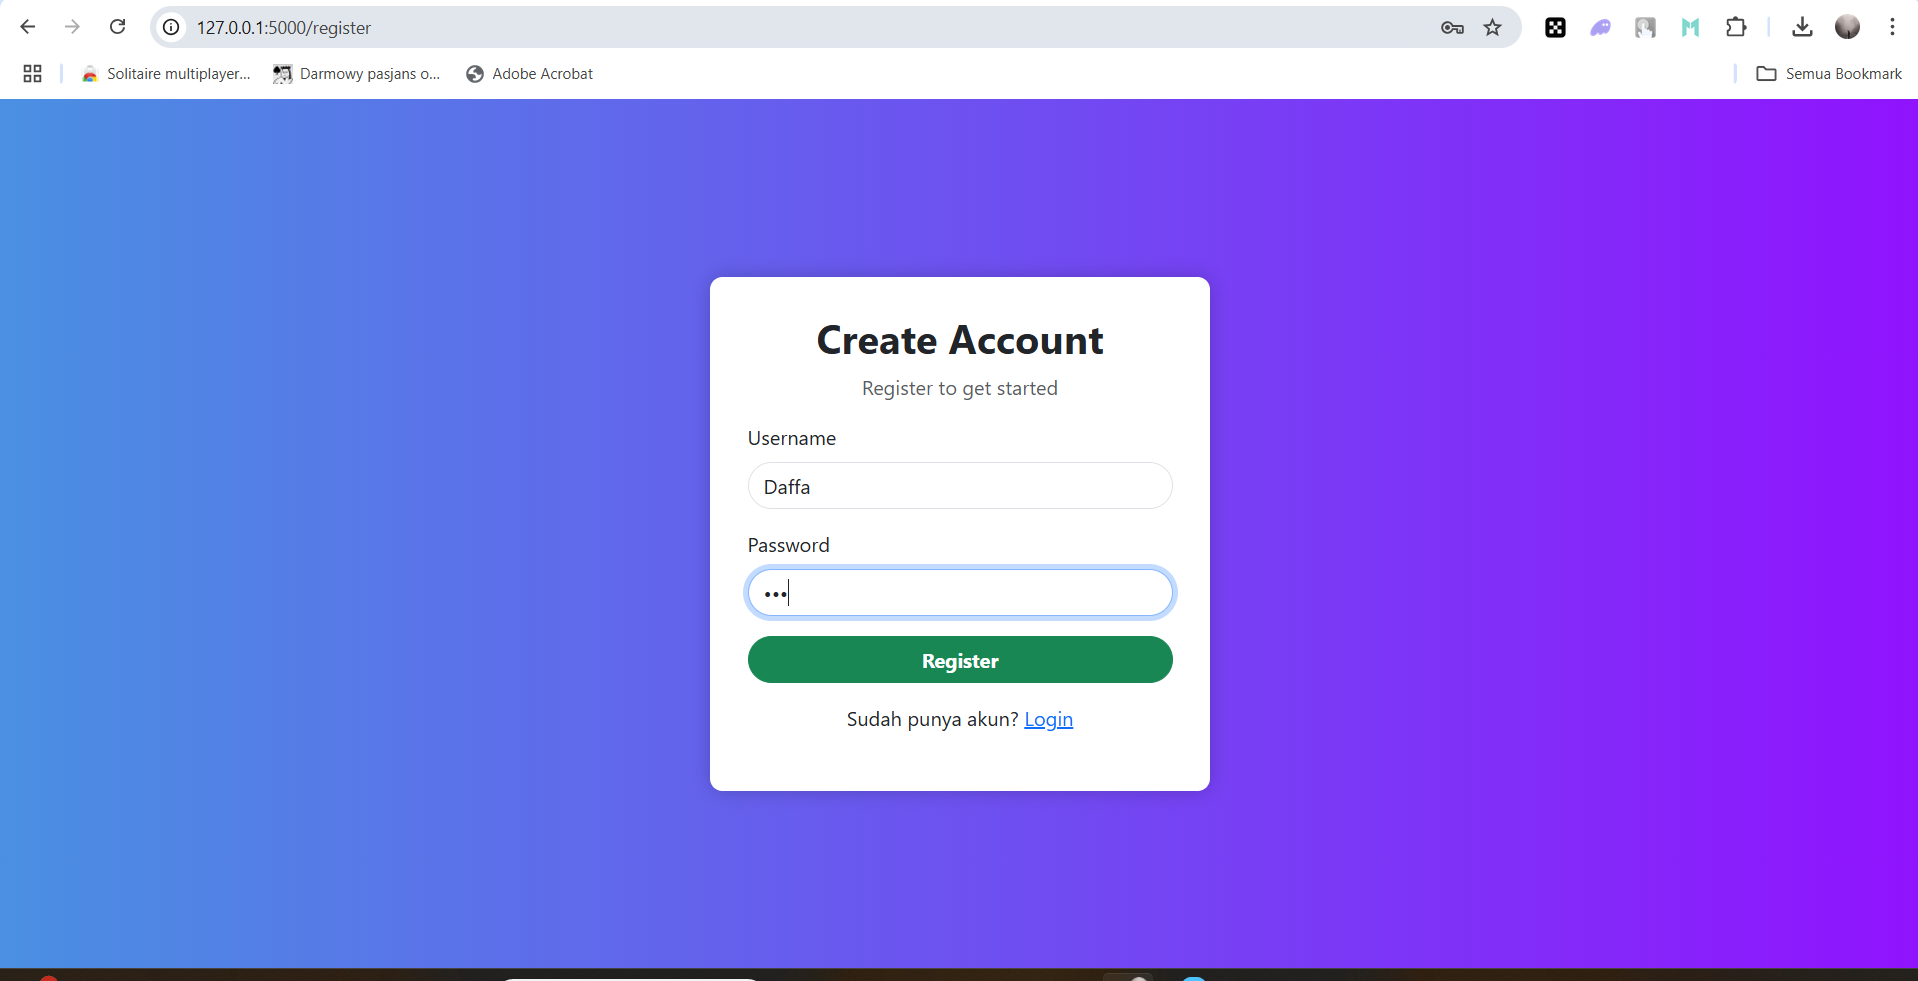 127.0.0.1:5000/register
Solitaire multiplayer... Darmowy pasjans o... Adobe Acrobat Semua Bookmark
Create Account
Register to get started
Username
Daffa
Password
•••
Register
Sudah punya akun? Login